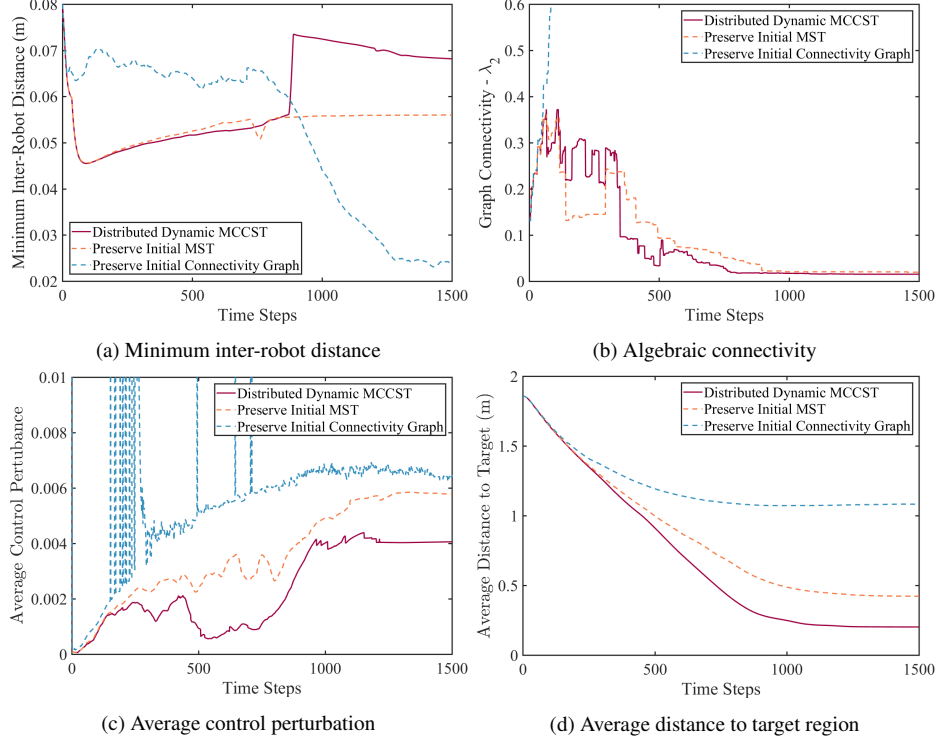 0.08
0.07
0.06
0.05
0.04
0.03
0.02
Minimum Inter-Robot Distance (m)
Distributed Dynamic MCCST
Preserve Initial MST
Preserve Initial Connectivity Graph
0
500
1000
1500
Time Steps
(a) Minimum inter-robot distance
0.6
0.5
0.4
0.3
0.2
0.1
0
Graph Connectivity - λ2
Distributed Dynamic MCCST
Preserve Initial MST
Preserve Initial Connectivity Graph
0
500
1000
1500
Time Steps
(b) Algebraic connectivity
0.01
0.008
0.006
0.004
0.002
0
Average Control Pertubance
Distributed Dynamic MCCST
Preserve Initial MST
Preserve Initial Connectivity Graph
0
500
1000
1500
Time Steps
(c) Average control perturbation
2
1.5
1
0.5
0
Average Distance to Target (m)
Distributed Dynamic MCCST
Preserve Initial MST
Preserve Initial Connectivity Graph
0
500
1000
1500
Time Steps
(d) Average distance to target region